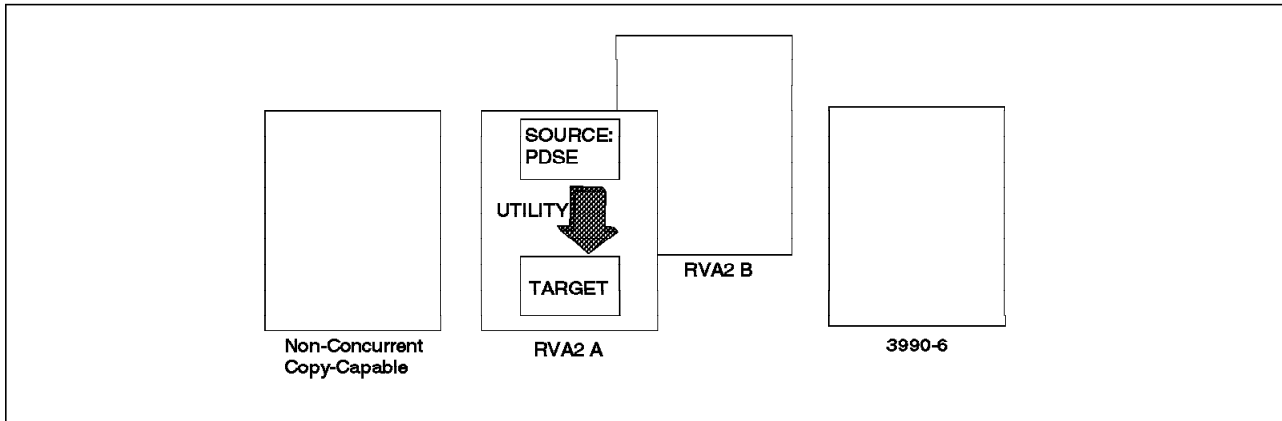 SOURCE:
PDSE
UTILITY
TARGET
RVA2 B
Non-Concurrent
Copy-Capable
RVA2 A
3990-6